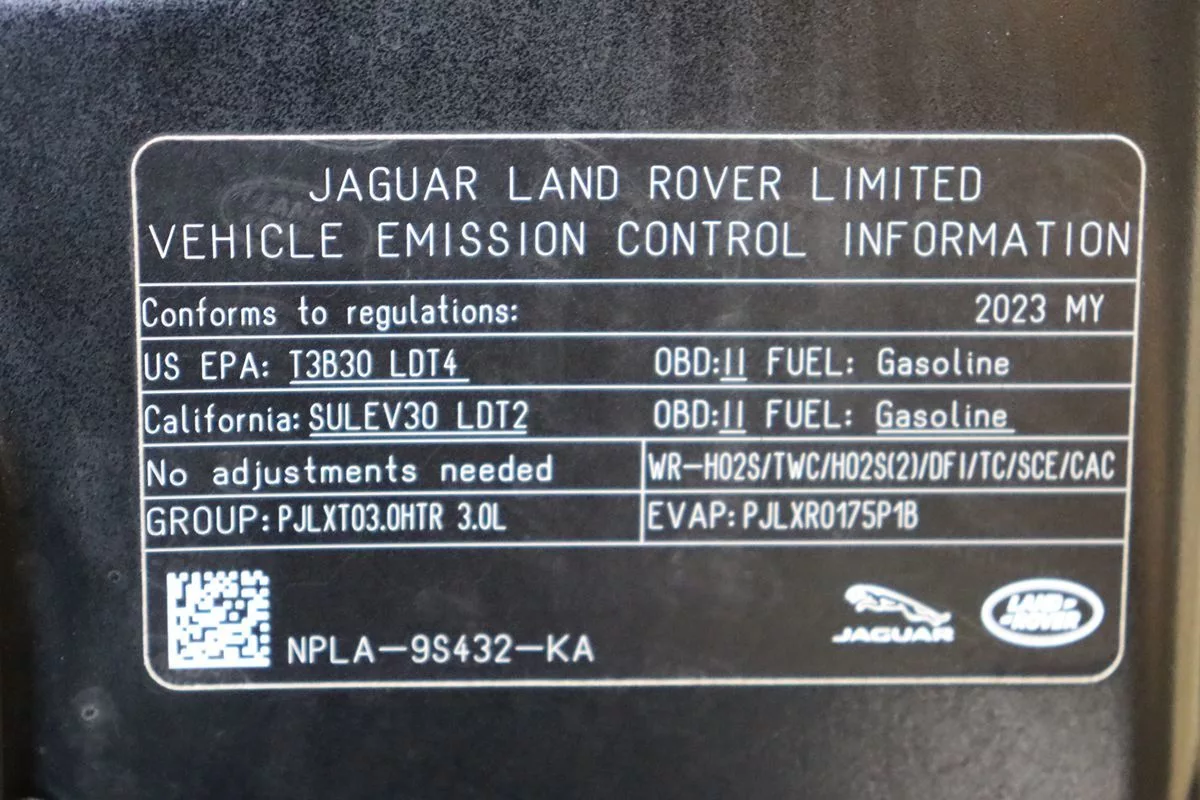 JAGUAR LAND ROVER LIMITED
VEHICLE EMISSION CONTROL INFORMATION
Conforms to regulations: 2023 MY
US EPA: T3B30 LDT4 OBD:II FUEL: Gasoline
California: SULEV30 LDT2 OBD:II FUEL: Gasoline
No adjustments needed WR-HO2S/TWC/HO2S(2)/DFI/TC/SCE/CAC
GROUP: PJLXT03.0HTR 3.0L EVAP: PJLXR0175P1B
NPLA-9S432-KA
JAGUAR
LAND ROVER